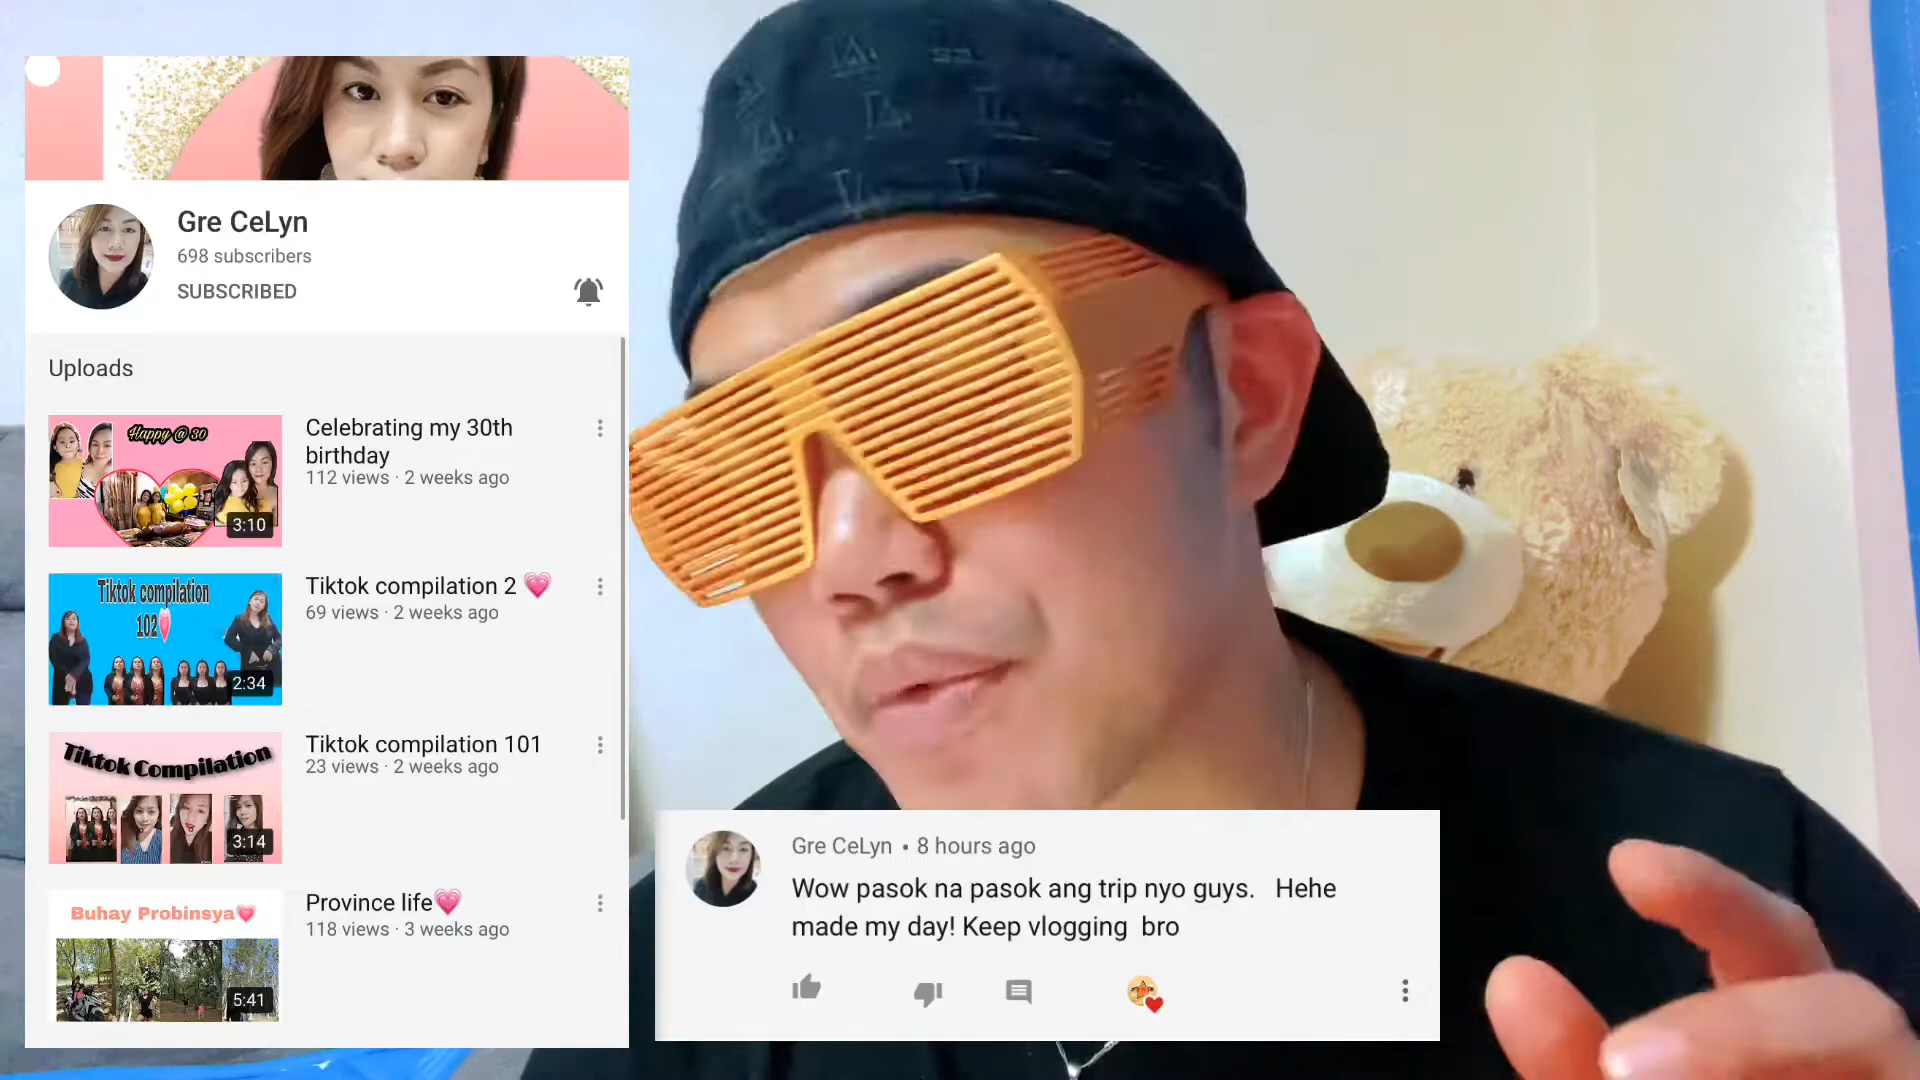 Gre CeLyn
698 subscribers
SUBSCRIBED
Uploads
Happy @ 30
3:10
Celebrating my 30th
birthday
112 views · 2 weeks ago
Tiktok compilation
102
2:34
Tiktok compilation 2 💗
69 views · 2 weeks ago
Tiktok Compilation
3:14
Tiktok compilation 101
23 views · 2 weeks ago
Buhay Probinsya💗
5:41
Province life💗
118 views · 3 weeks ago
Gre CeLyn • 8 hours ago
Wow pasok na pasok ang trip nyo guys. Hehe
made my day! Keep vlogging bro